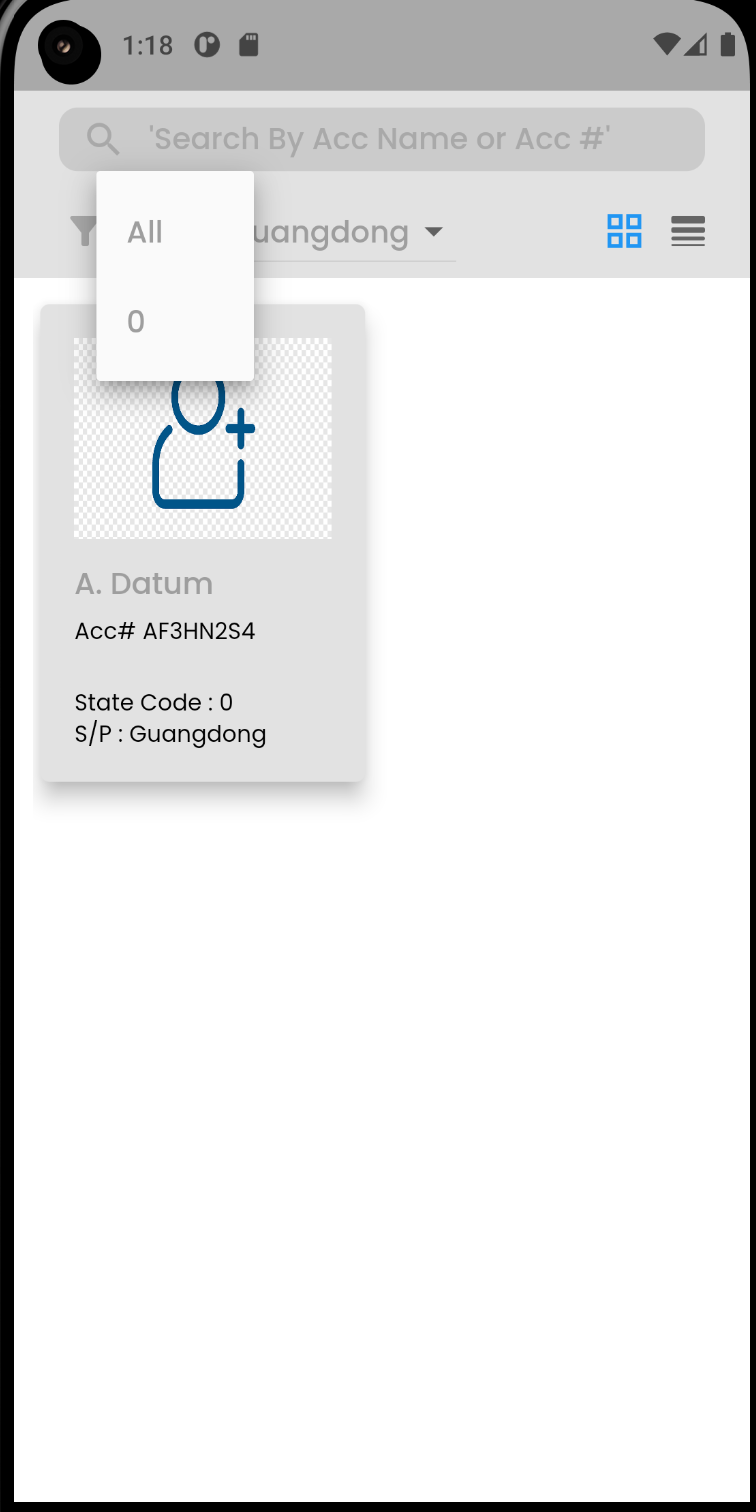 1:18
'Search By Acc Name or Acc #'
All
uangdong
0
A. Datum
Acc# AF3HN2S4
State Code : 0
S/P : Guangdong